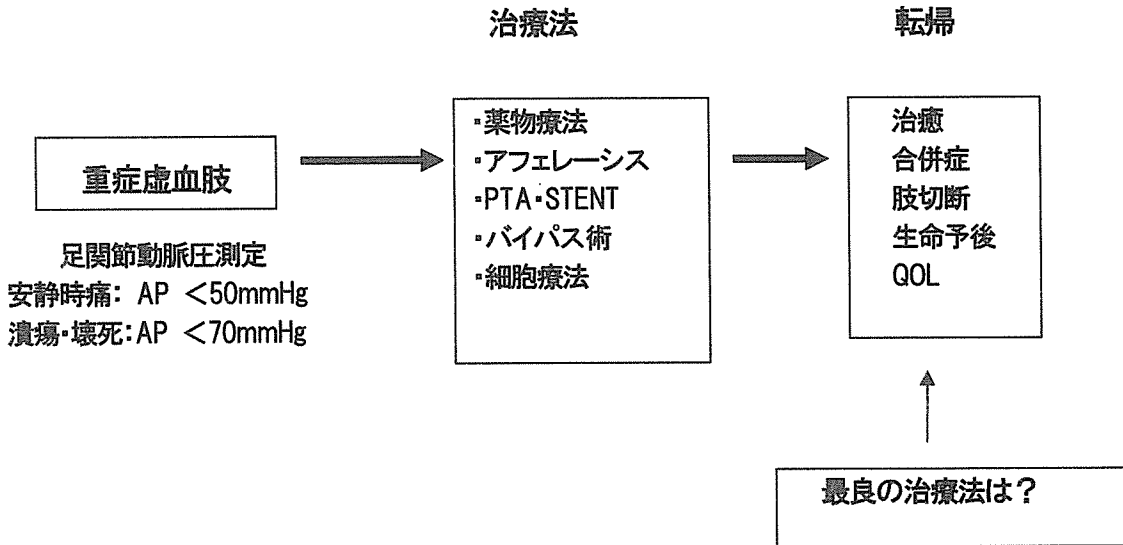 治療法
転帰
重症虚血肢
足関節動脈圧測定
安静時痛: AP <50mmHg
潰瘍・壊死:AP <70mmHg
・薬物療法
・アフェレーシス
・PTA・STENT
・バイパス術
・細胞療法
治癒
合併症
肢切断
生命予後
QOL
最良の治療法は？